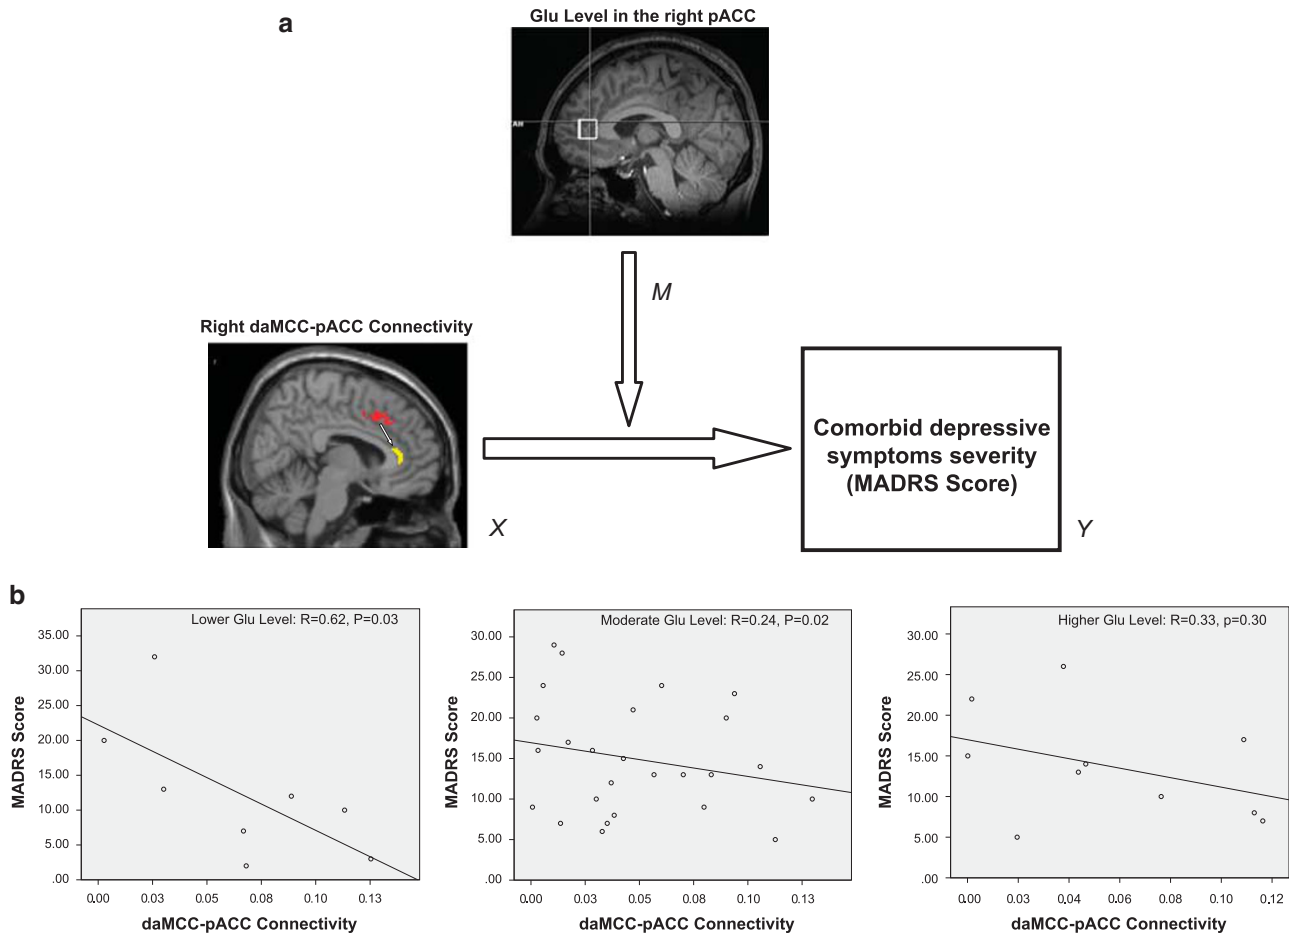 a
Glu Level in the right pACC
M
Right daMCC-pACC Connectivity
X
Comorbid depressive
symptoms severity
(MADRS Score)
Y
b
Lower Glu Level: R=0.62, P=0.03
MADRS Score
35.00
30.00
25.00
20.00
15.00
10.00
5.00
.00
0.00 0.03 0.05 0.08 0.10 0.13
daMCC-pACC Connectivity
Moderate Glu Level: R=0.24, P=0.02
MADRS Score
30.00
25.00
20.00
15.00
10.00
5.00
.00
0.00 0.03 0.05 0.08 0.10 0.13
daMCC-pACC Connectivity
Higher Glu Level: R=0.33, p=0.30
MADRS Score
30.00
25.00
20.00
15.00
10.00
5.00
.00
0.00 0.03 0.04 0.06 0.08 0.10 0.12
daMCC-pACC Connectivity